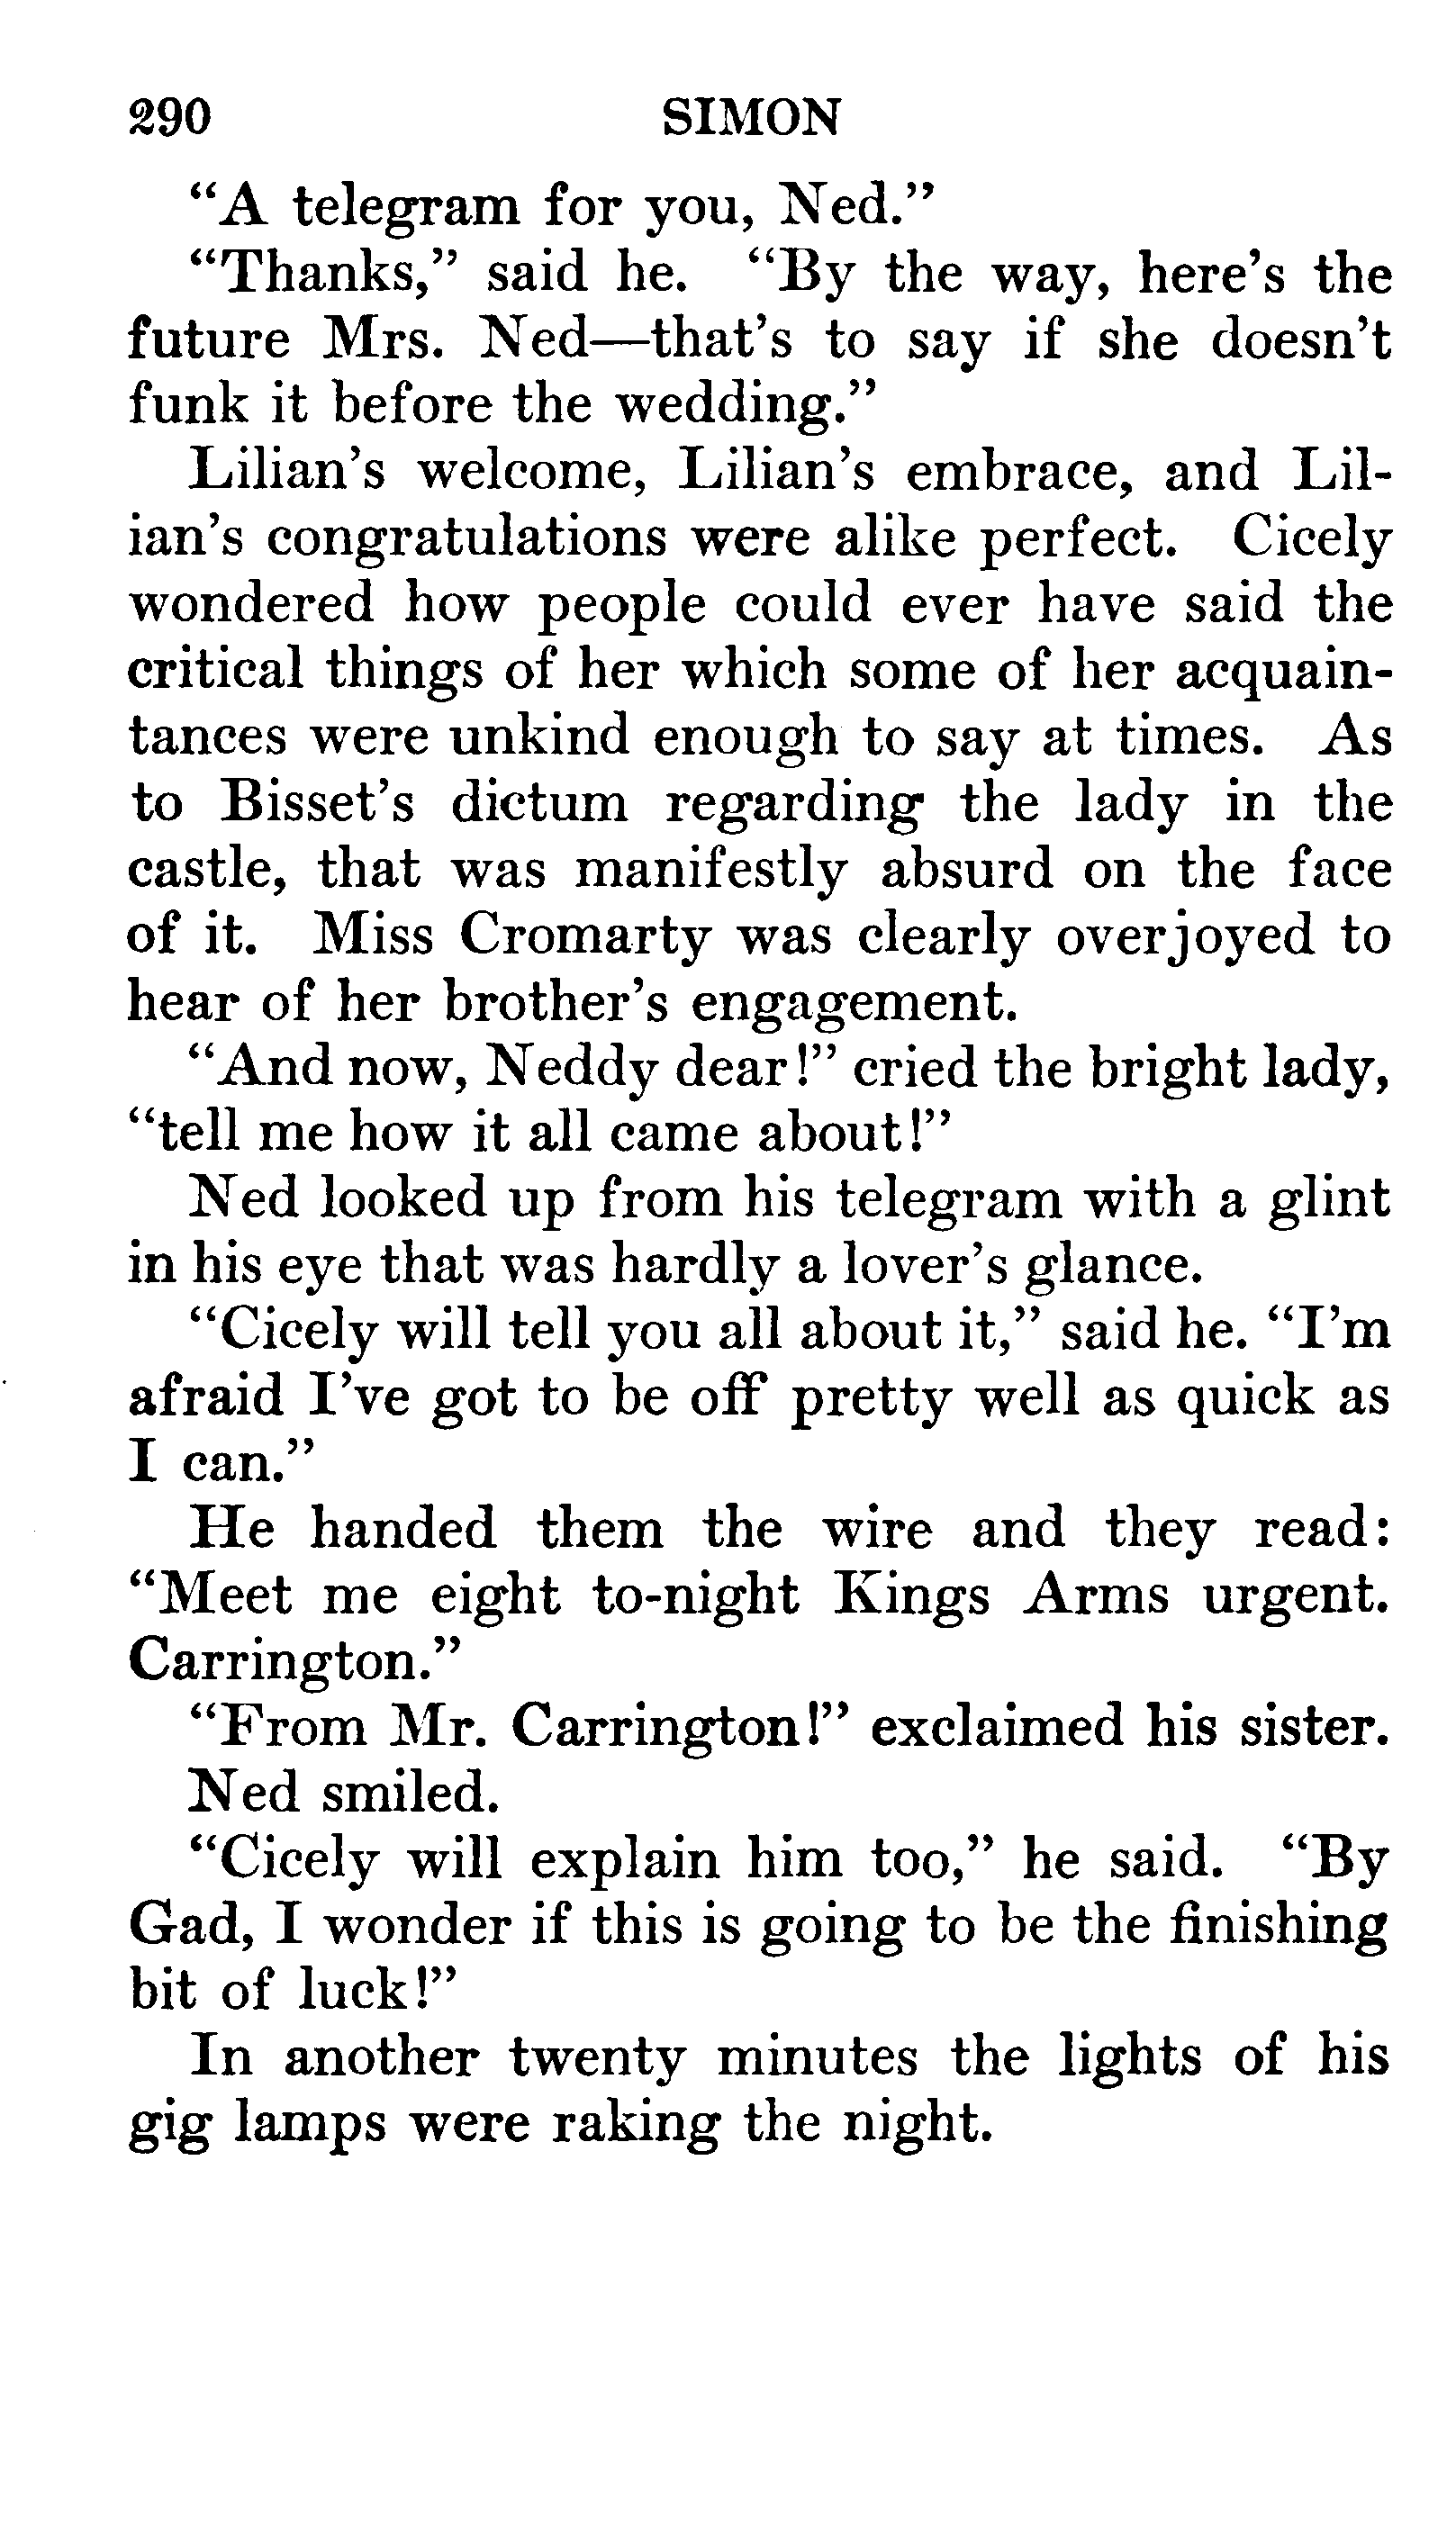 290 SIMON
“A telegram for you, Ned.”
“Thanks,” said he. “By the way, here’s the
future Mrs. Ned—that’s to say if she doesn’t
funk it before the wedding.”
Lilian’s welcome, Lilian’s embrace, and Lil-
ian’s congratulations were alike perfect. Cicely
wondered how people could ever have said the
critical things of her which some of her acquain-
tances were unkind enough to say at times. As
to Bisset’s dictum regarding the lady in the
castle, that was manifestly absurd on the face
of it. Miss Cromarty was clearly overjoyed to
hear of her brother’s engagement.
“And now, Neddy dear!” cried the bright lady,
“tell me how it all came about!”
Ned looked up from his telegram with a glint
in his eye that was hardly a lover’s glance.
“Cicely will tell you all about it,” said he. “I’m
afraid I’ve got to be off pretty well as quick as
I can.”
He handed them the wire and they read:
“Meet me eight to-night Kings Arms urgent.
Carrington.”
“From Mr. Carrington!” exclaimed his sister.
Ned smiled.
“Cicely will explain him too,” he said. “By
Gad, I wonder if this is going to be the finishing
bit of luck!”
In another twenty minutes the lights of his
gig lamps were raking the night.